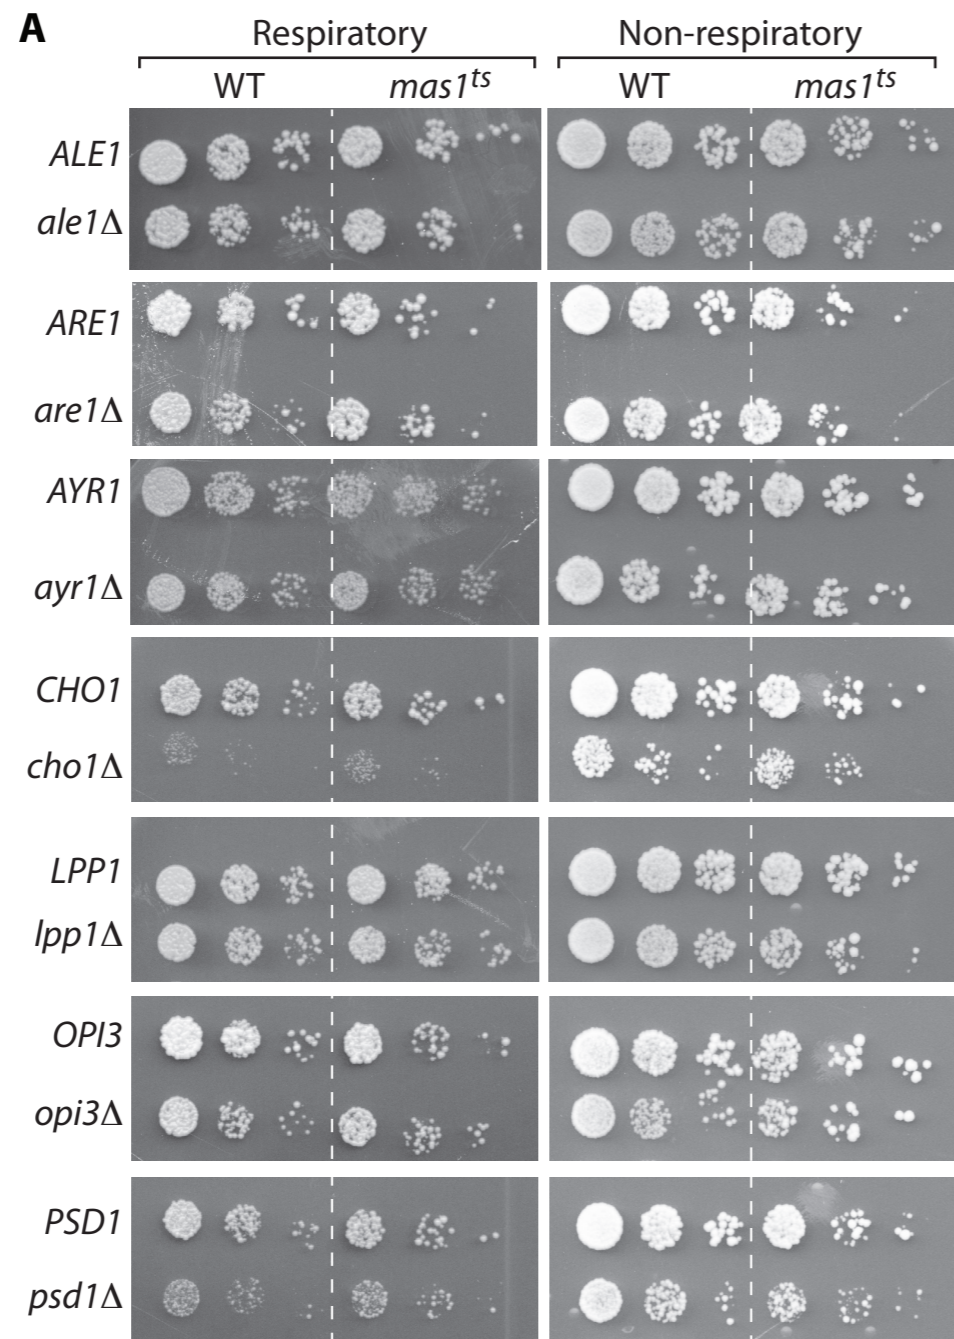 A
Respiratory Non-respiratory
WT mas1ts WT mas1ts
ALE1
ale1Δ
ARE1
are1Δ
AYR1
ayr1Δ
CHO1
cho1Δ
LPP1
lpp1Δ
OPI3
opi3Δ
PSD1
psd1Δ